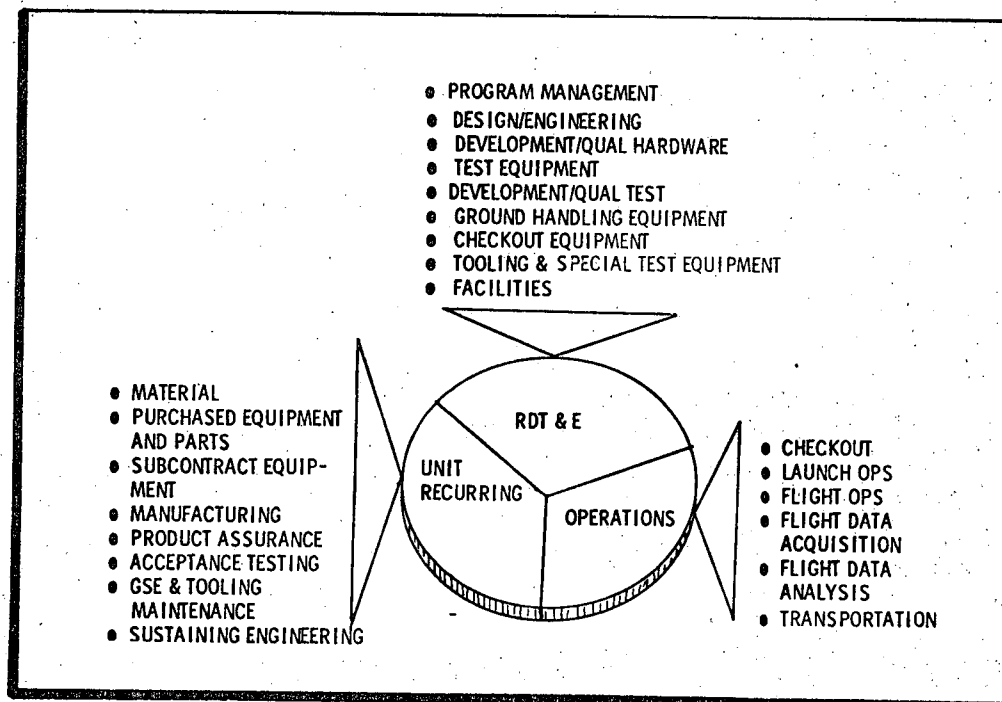 ● PROGRAM MANAGEMENT
● DESIGN/ENGINEERING
● DEVELOPMENT/QUAL HARDWARE
● TEST EQUIPMENT
● DEVELOPMENT/QUAL TEST
● GROUND HANDLING EQUIPMENT
● CHECKOUT EQUIPMENT
● TOOLING & SPECIAL TEST EQUIPMENT
● FACILITIES
● MATERIAL
● PURCHASED EQUIPMENT
AND PARTS
● SUBCONTRACT EQUIP-
MENT
● MANUFACTURING
● PRODUCT ASSURANCE
● ACCEPTANCE TESTING
● GSE & TOOLING
MAINTENANCE
● SUSTAINING ENGINEERING
RDT & E
UNIT
RECURRING
OPERATIONS
● CHECKOUT
● LAUNCH OPS
● FLIGHT OPS
● FLIGHT DATA
ACQUISITION
● FLIGHT DATA
ANALYSIS
● TRANSPORTATION